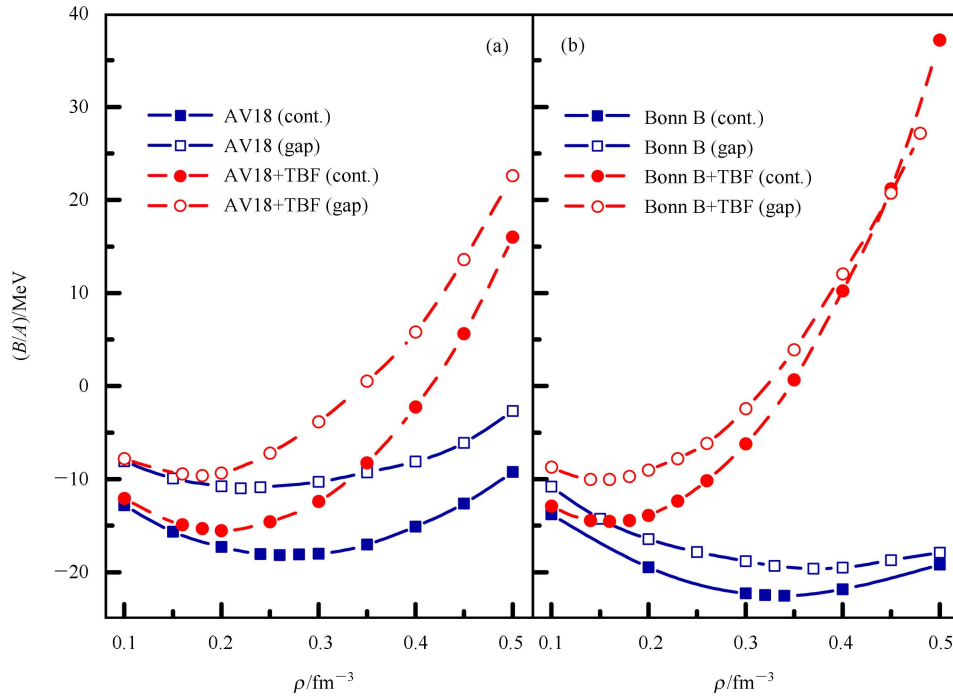 40
30
20
10
0
−10
−20
(B/A)/MeV
(a)
AV18 (cont.)
AV18 (gap)
AV18+TBF (cont.)
AV18+TBF (gap)
(b)
Bonn B (cont.)
Bonn B (gap)
Bonn B+TBF (cont.)
Bonn B+TBF (gap)
0.1 0.2 0.3 0.4 0.5 0.1 0.2 0.3 0.4 0.5
ρ/fm⁻³ ρ/fm⁻³